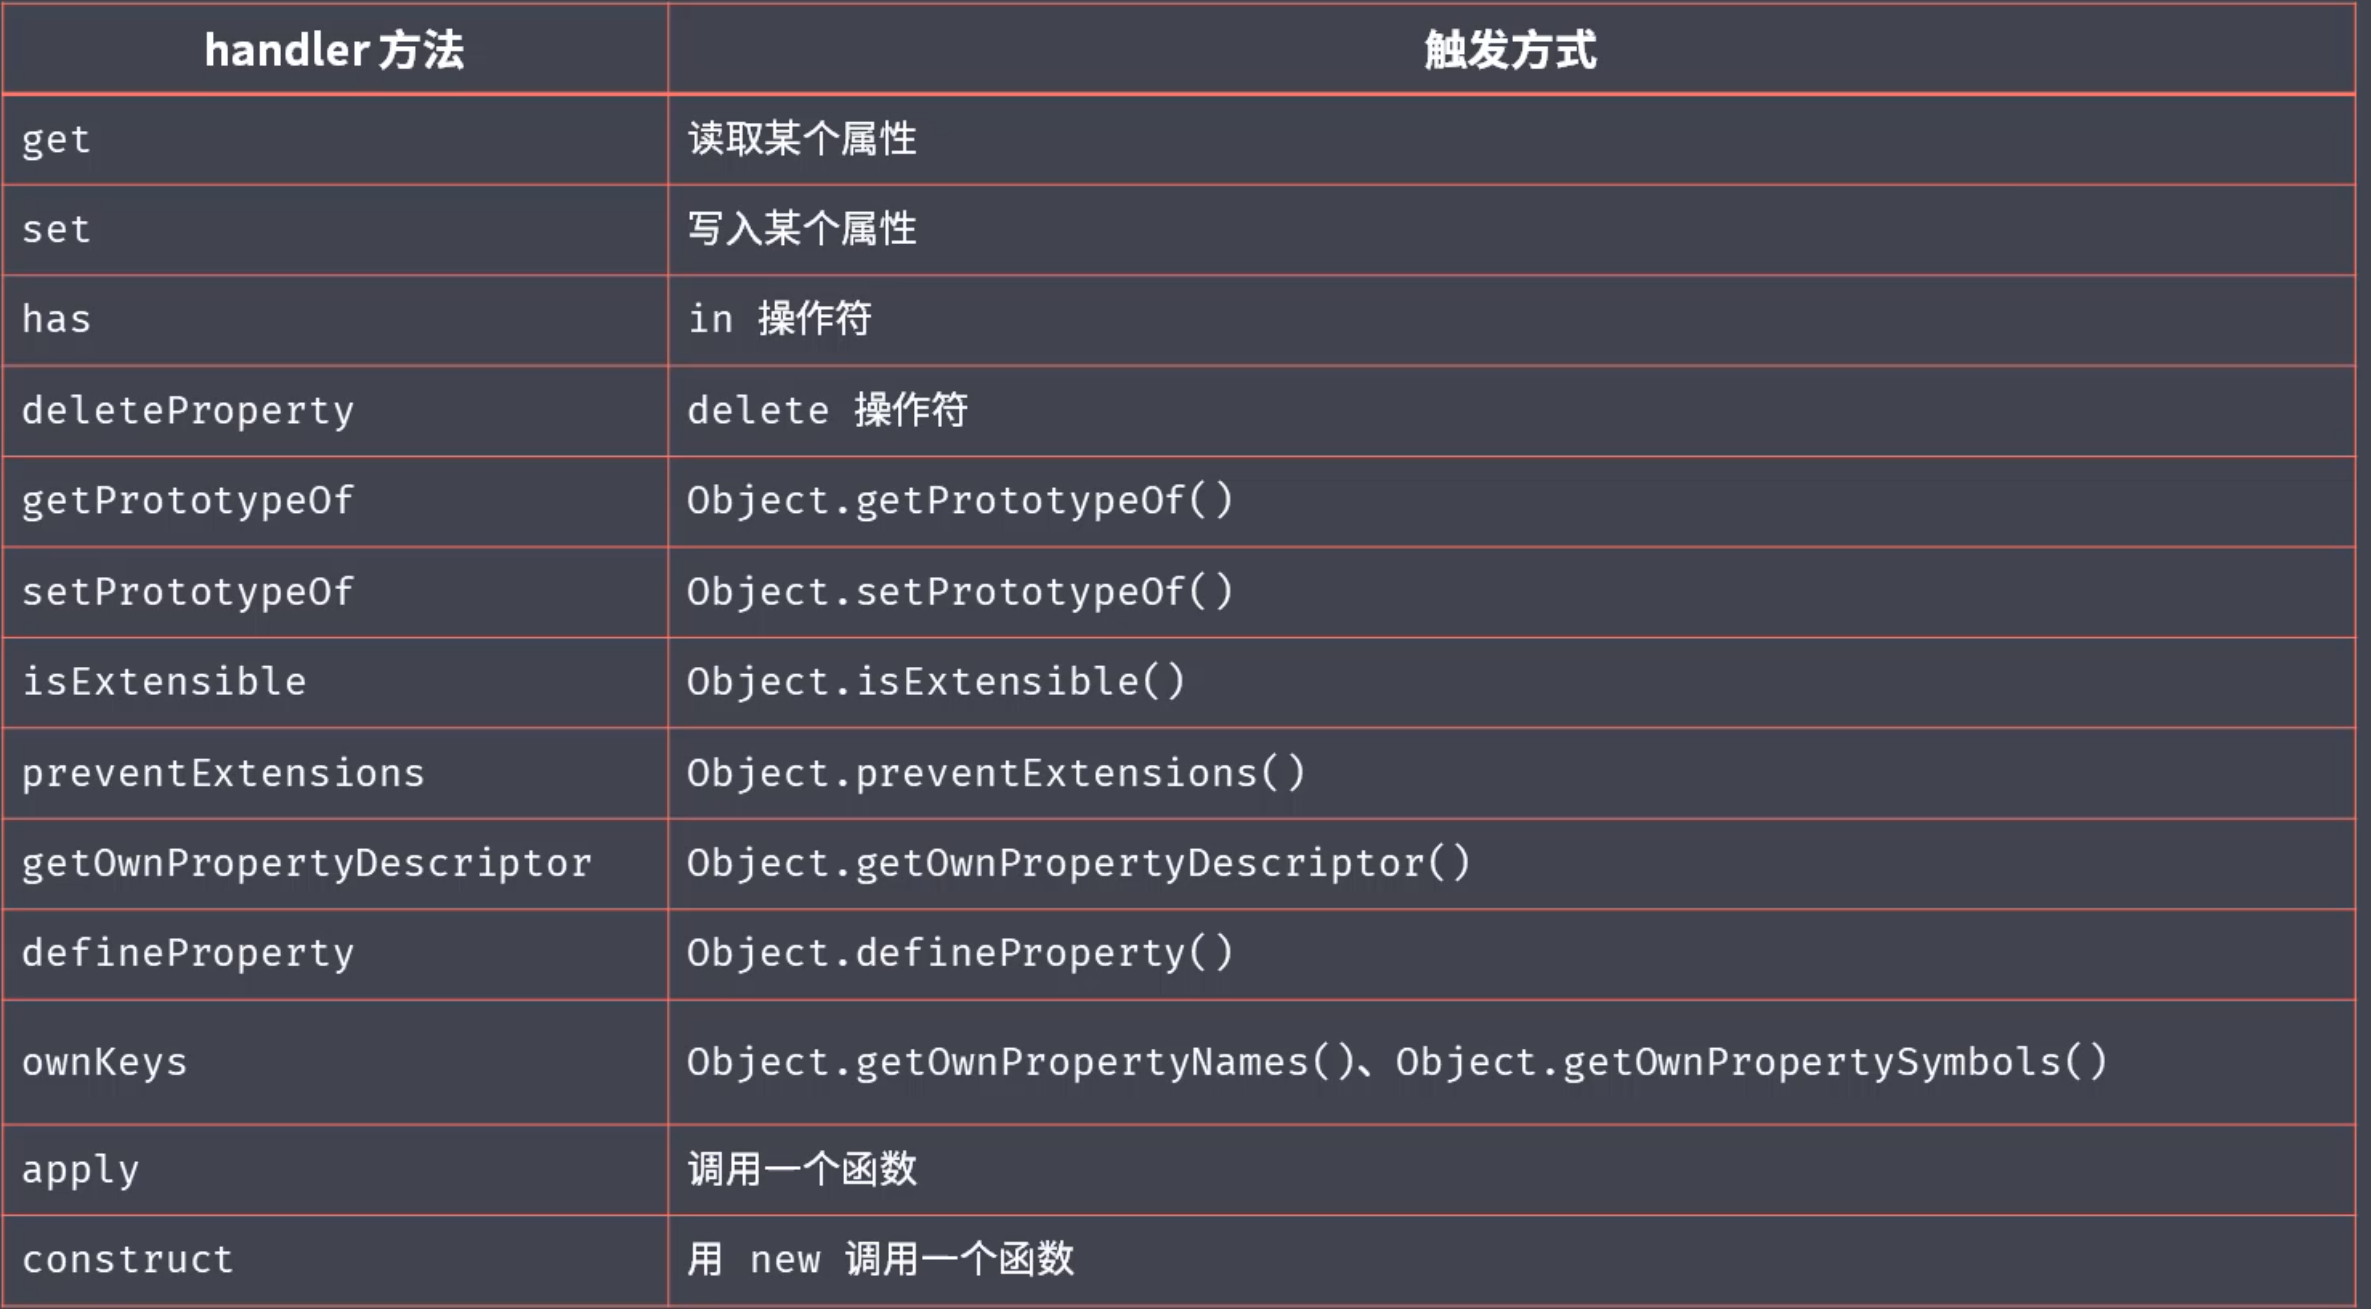 handler 方法 触发方式
get 读取某个属性
set 写入某个属性
has in 操作符
deleteProperty delete 操作符
getPrototypeOf Object.getPrototypeOf()
setPrototypeOf Object.setPrototypeOf()
isExtensible Object.isExtensible()
preventExtensions Object.preventExtensions()
getOwnPropertyDescriptor Object.getOwnPropertyDescriptor()
defineProperty Object.defineProperty()
ownKeys Object.getOwnPropertyNames()、Object.getOwnPropertySymbols()
apply 调用一个函数
construct 用 new 调用一个函数